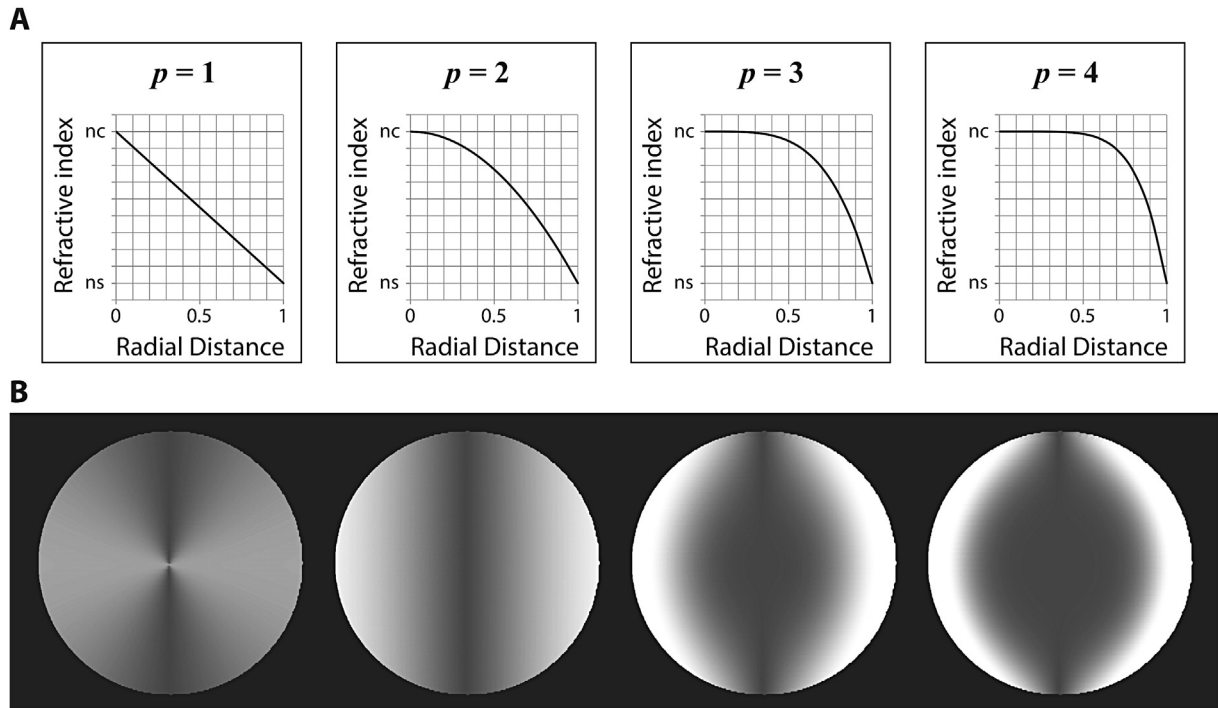 A
p = 1
Refractive index
nc
ns
0
0.5
1
Radial Distance
p = 2
Refractive index
nc
ns
0
0.5
1
Radial Distance
p = 3
Refractive index
nc
ns
0
0.5
1
Radial Distance
p = 4
Refractive index
nc
ns
0
0.5
1
Radial Distance
B